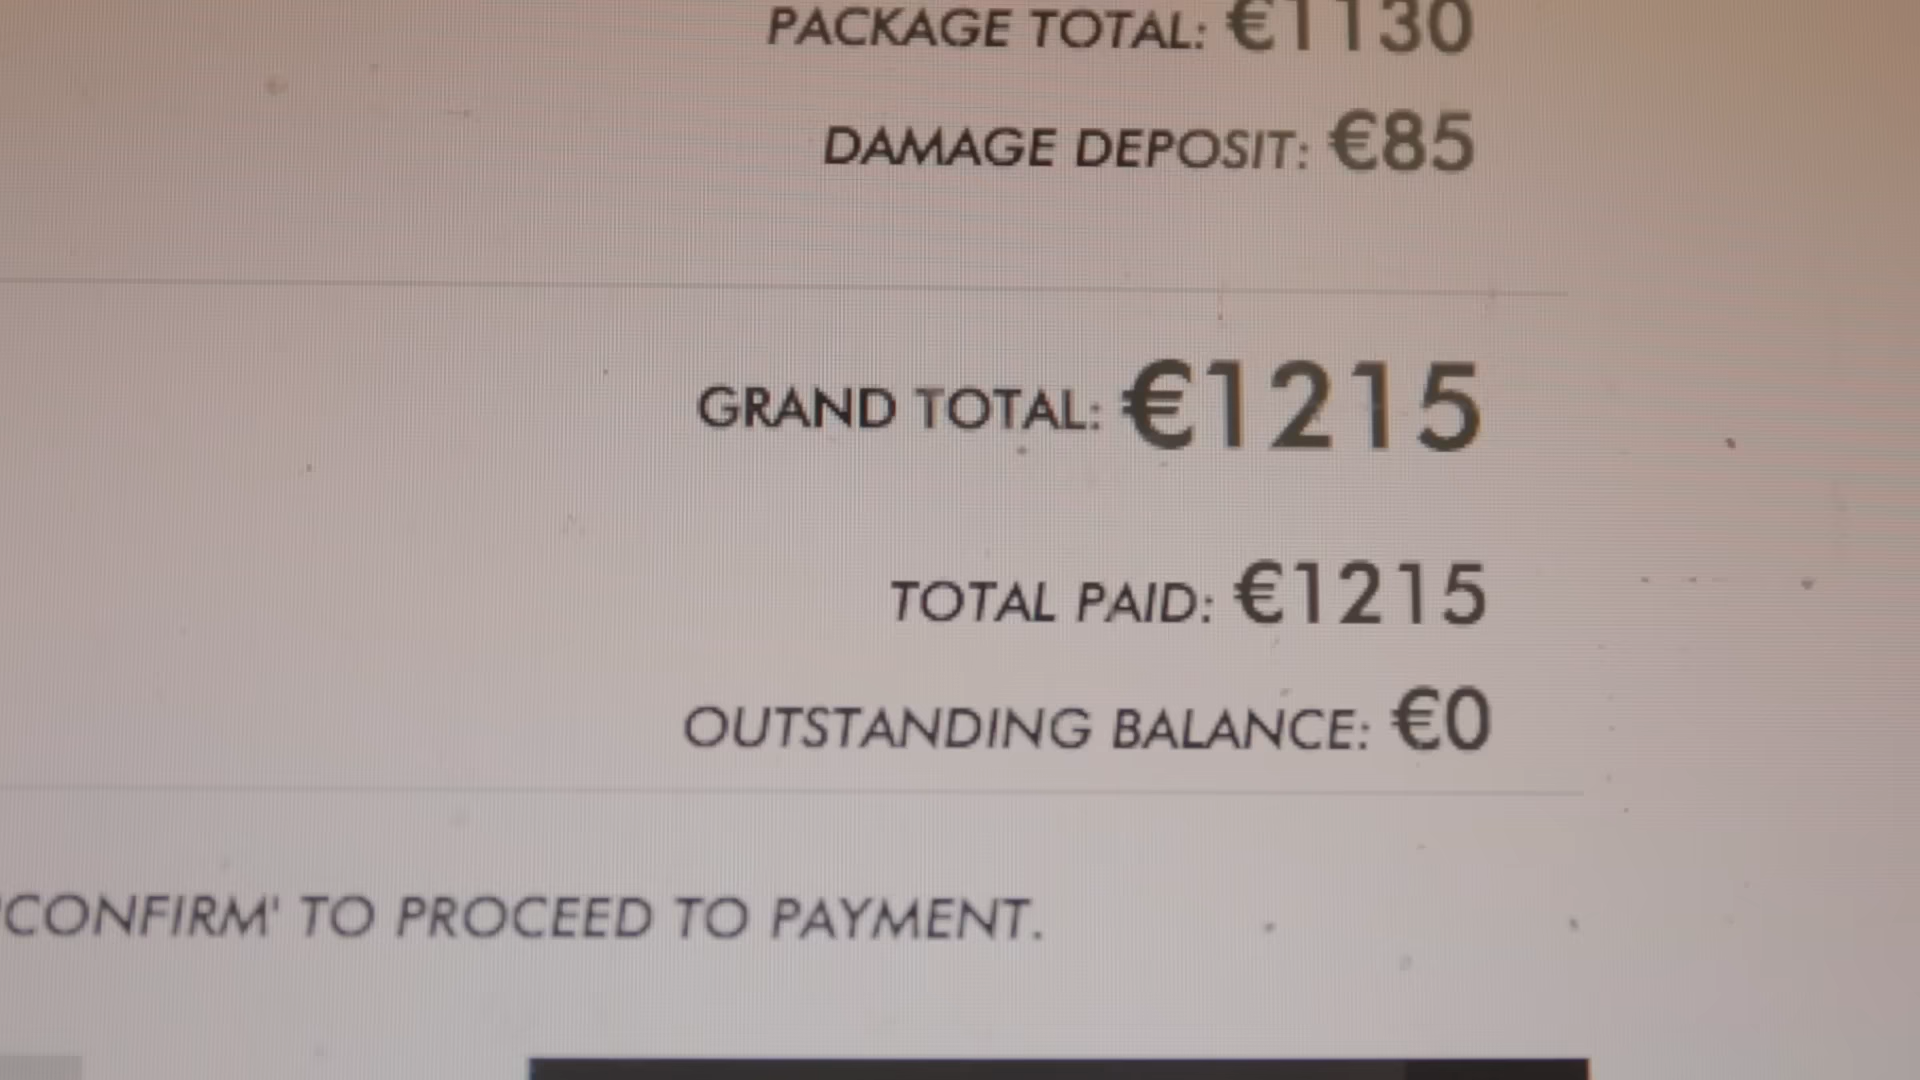 PACKAGE TOTAL: €1130
DAMAGE DEPOSIT: €85
GRAND TOTAL: €1215
TOTAL PAID: €1215
OUTSTANDING BALANCE: €0
'CONFIRM' TO PROCEED TO PAYMENT.